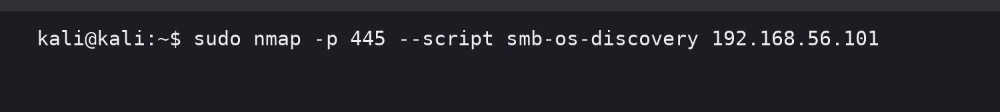 kali@kali:~$ sudo nmap -p 445 --script smb-os-discovery 192.168.56.101